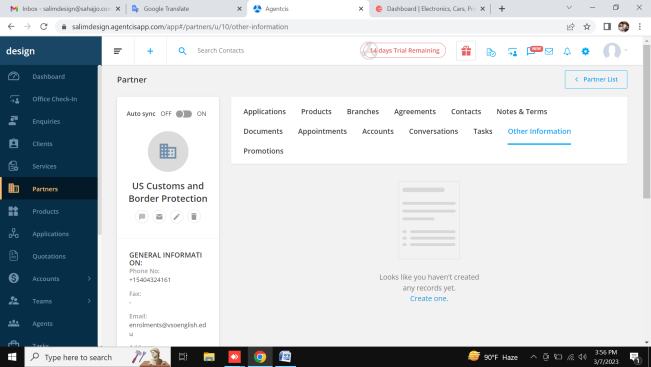 Inbox - salimdesign@sahajjo.com
Google Translate
Agentcis
Dashboard | Electronics, Cars, Pro
salimdesign.agentcisapp.com/app#/partners/u/10/other-information
design
Search Contacts
14 days Trial Remaining
NEW
Dashboard
Office Check-In
Enquiries
Clients
Services
Partners
Products
Applications
Quotations
Accounts
Teams
Agents
Tasks
Partner
Partner List
Auto sync OFF ON
US Customs and
Border Protection
GENERAL INFORMATI
ON:
Phone No:
+15404324161
Fax:
-
Email:
enrolments@vsoenglish.ed
u
Applications Products Branches Agreements Contacts Notes & Terms
Documents Appointments Accounts Conversations Tasks Other Information
Promotions
Looks like you haven't created
any records yet.
Create one.
Type here to search
90°F Haze
3:56 PM
3/7/2023